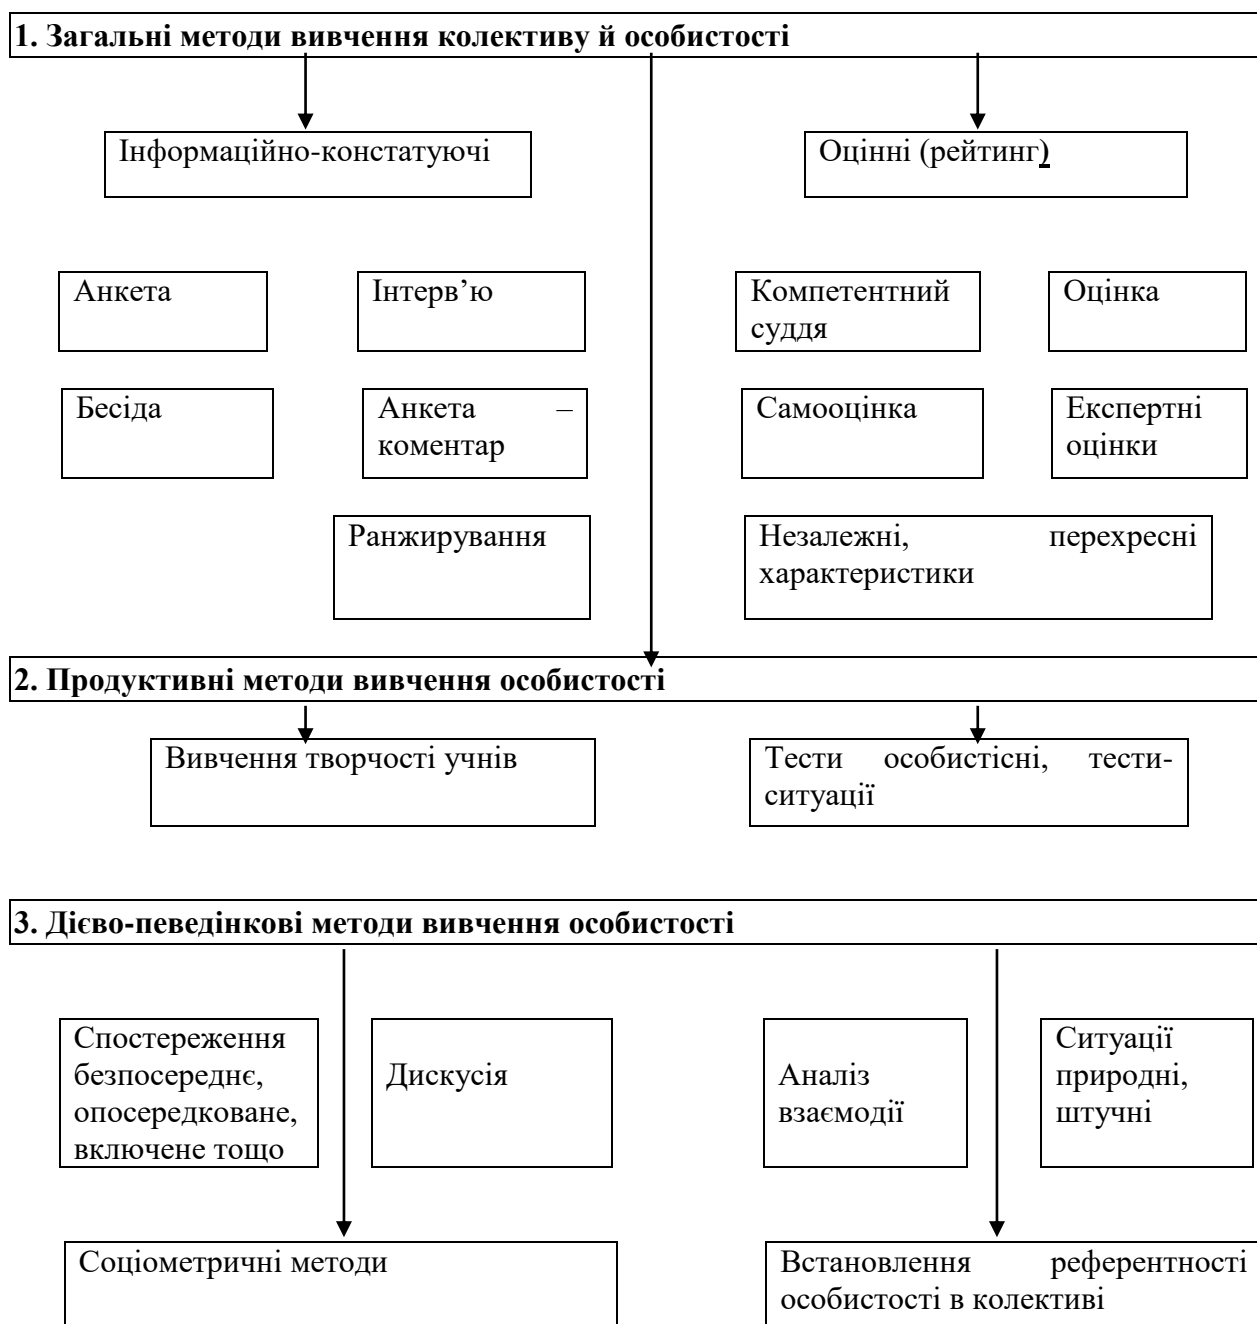 1. Загальні методи вивчення колективу й особистості
Інформаційно-констатуючі
Оцінні (рейтинг)
Анкета
Інтерв’ю
Компетентний
суддя
Оцінка
Бесіда
Анкета –
коментар
Самооцінка
Експертні
оцінки
Ранжирування
Незалежні, перехресні
характеристики
2. Продуктивні методи вивчення особистості
Вивчення творчості учнів
Тести особистісні, тести-
ситуації
3. Дієво-певедінкові методи вивчення особистості
Спостереження
безпосереднє,
опосередковане,
включене тощо
Дискусія
Аналіз
взаємодії
Ситуації
природні,
штучні
Соціометричні методи
Встановлення референтності
особистості в колективі